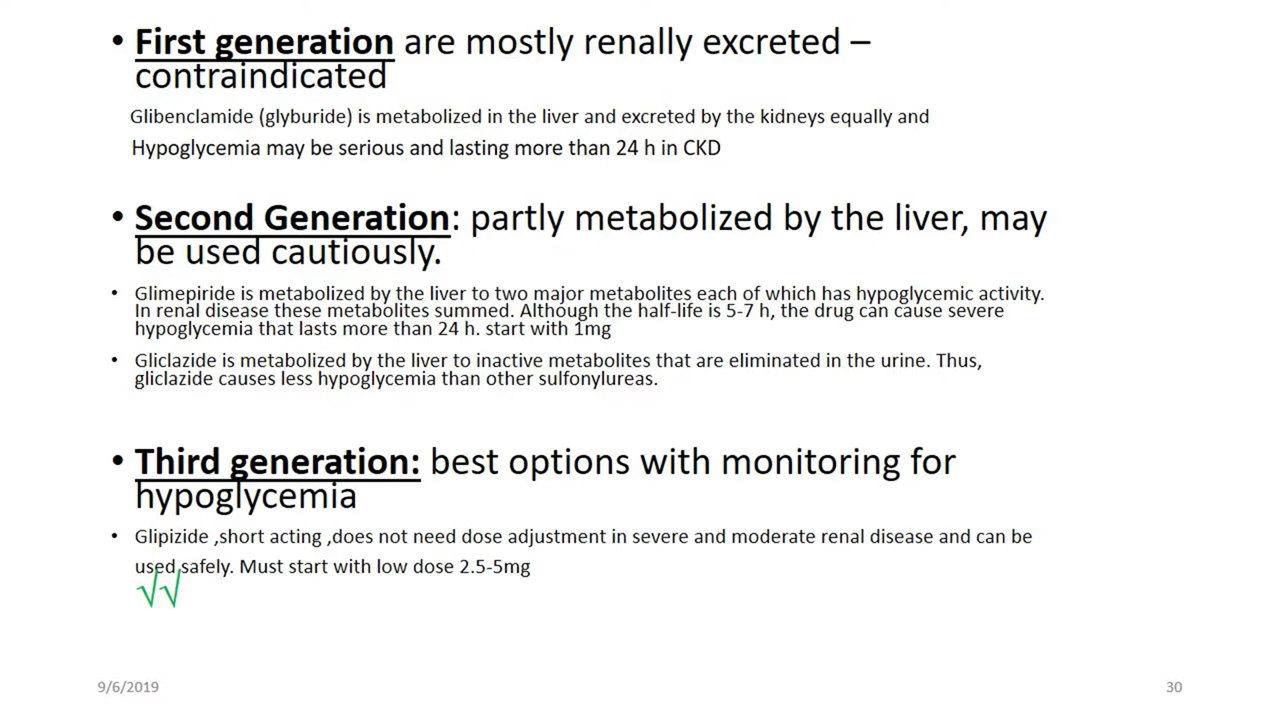 • First generation are mostly renally excreted –
contraindicated
Glibenclamide (glyburide) is metabolized in the liver and excreted by the kidneys equally and
Hypoglycemia may be serious and lasting more than 24 h in CKD
• Second Generation: partly metabolized by the liver, may
be used cautiously.
• Glimepiride is metabolized by the liver to two major metabolites each of which has hypoglycemic activity.
In renal disease these metabolites summed. Although the half-life is 5-7 h, the drug can cause severe
hypoglycemia that lasts more than 24 h. start with 1mg
• Gliclazide is metabolized by the liver to inactive metabolites that are eliminated in the urine. Thus,
gliclazide causes less hypoglycemia than other sulfonylureas.
• Third generation: best options with monitoring for
hypoglycemia
• Glipizide ,short acting ,does not need dose adjustment in severe and moderate renal disease and can be
used safely. Must start with low dose 2.5-5mg
√√
9/6/2019
30